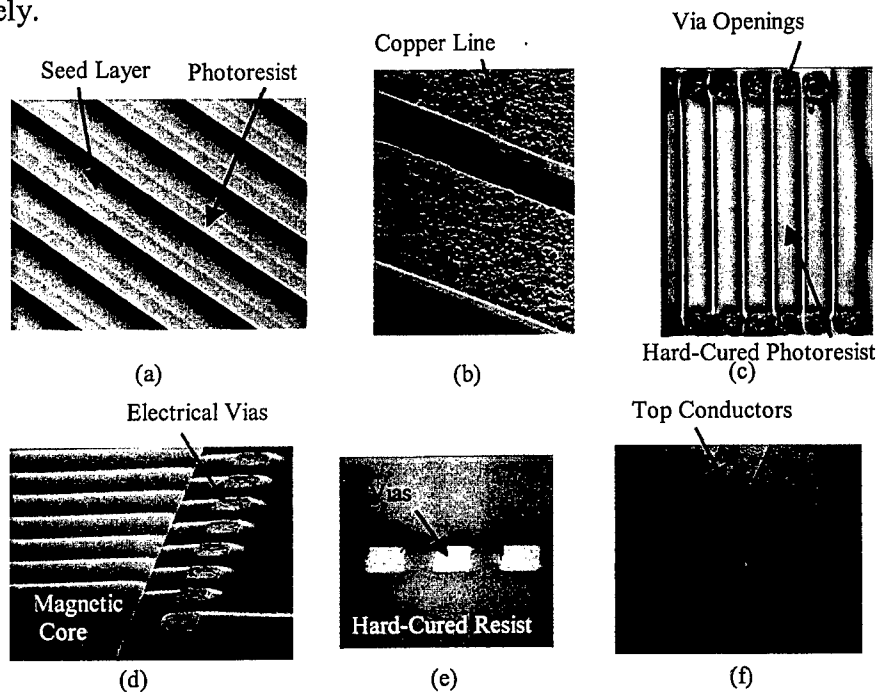 ely.
Via Openings
Copper Line
Seed Layer Photoresist
Hard-Cured Photoresist
(a) (b) (c)
Electrical Vias
Top Conductors
Vias
Magnetic
Core
Hard-Cured Resist
(d) (e) (f)